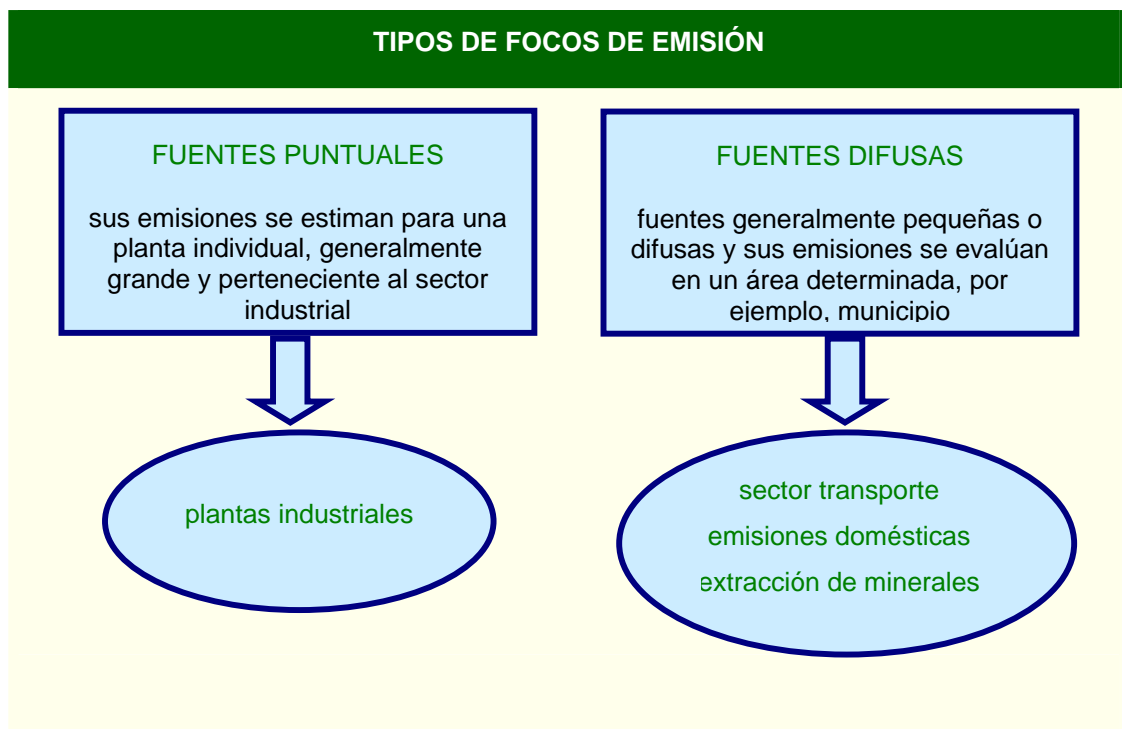 TIPOS DE FOCOS DE EMISIÓN
FUENTES PUNTUALES
sus emisiones se estiman para una
planta individual, generalmente
grande y perteneciente al sector
industrial
FUENTES DIFUSAS
fuentes generalmente pequeñas o
difusas y sus emisiones se evalúan
en un área determinada, por
ejemplo, municipio
plantas industriales
sector transporte
emisiones domésticas
extracción de minerales